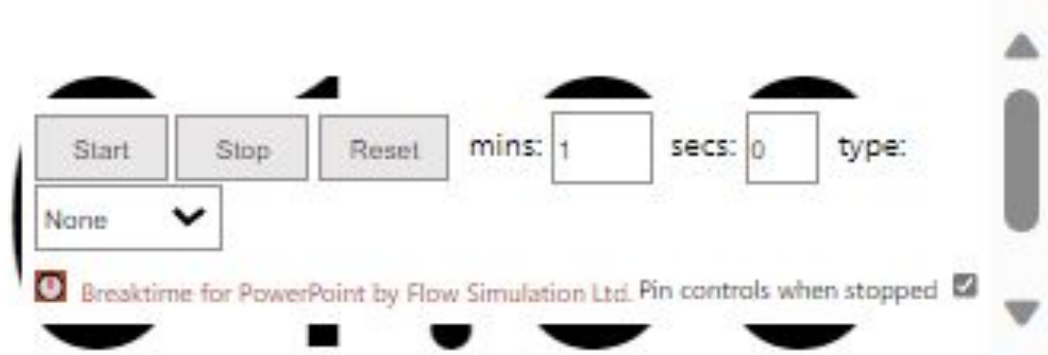 Start Stop Reset mins: 1 secs: 0 type:
None
Breaktime for PowerPoint by Flow Simulation Ltd. Pin controls when stopped